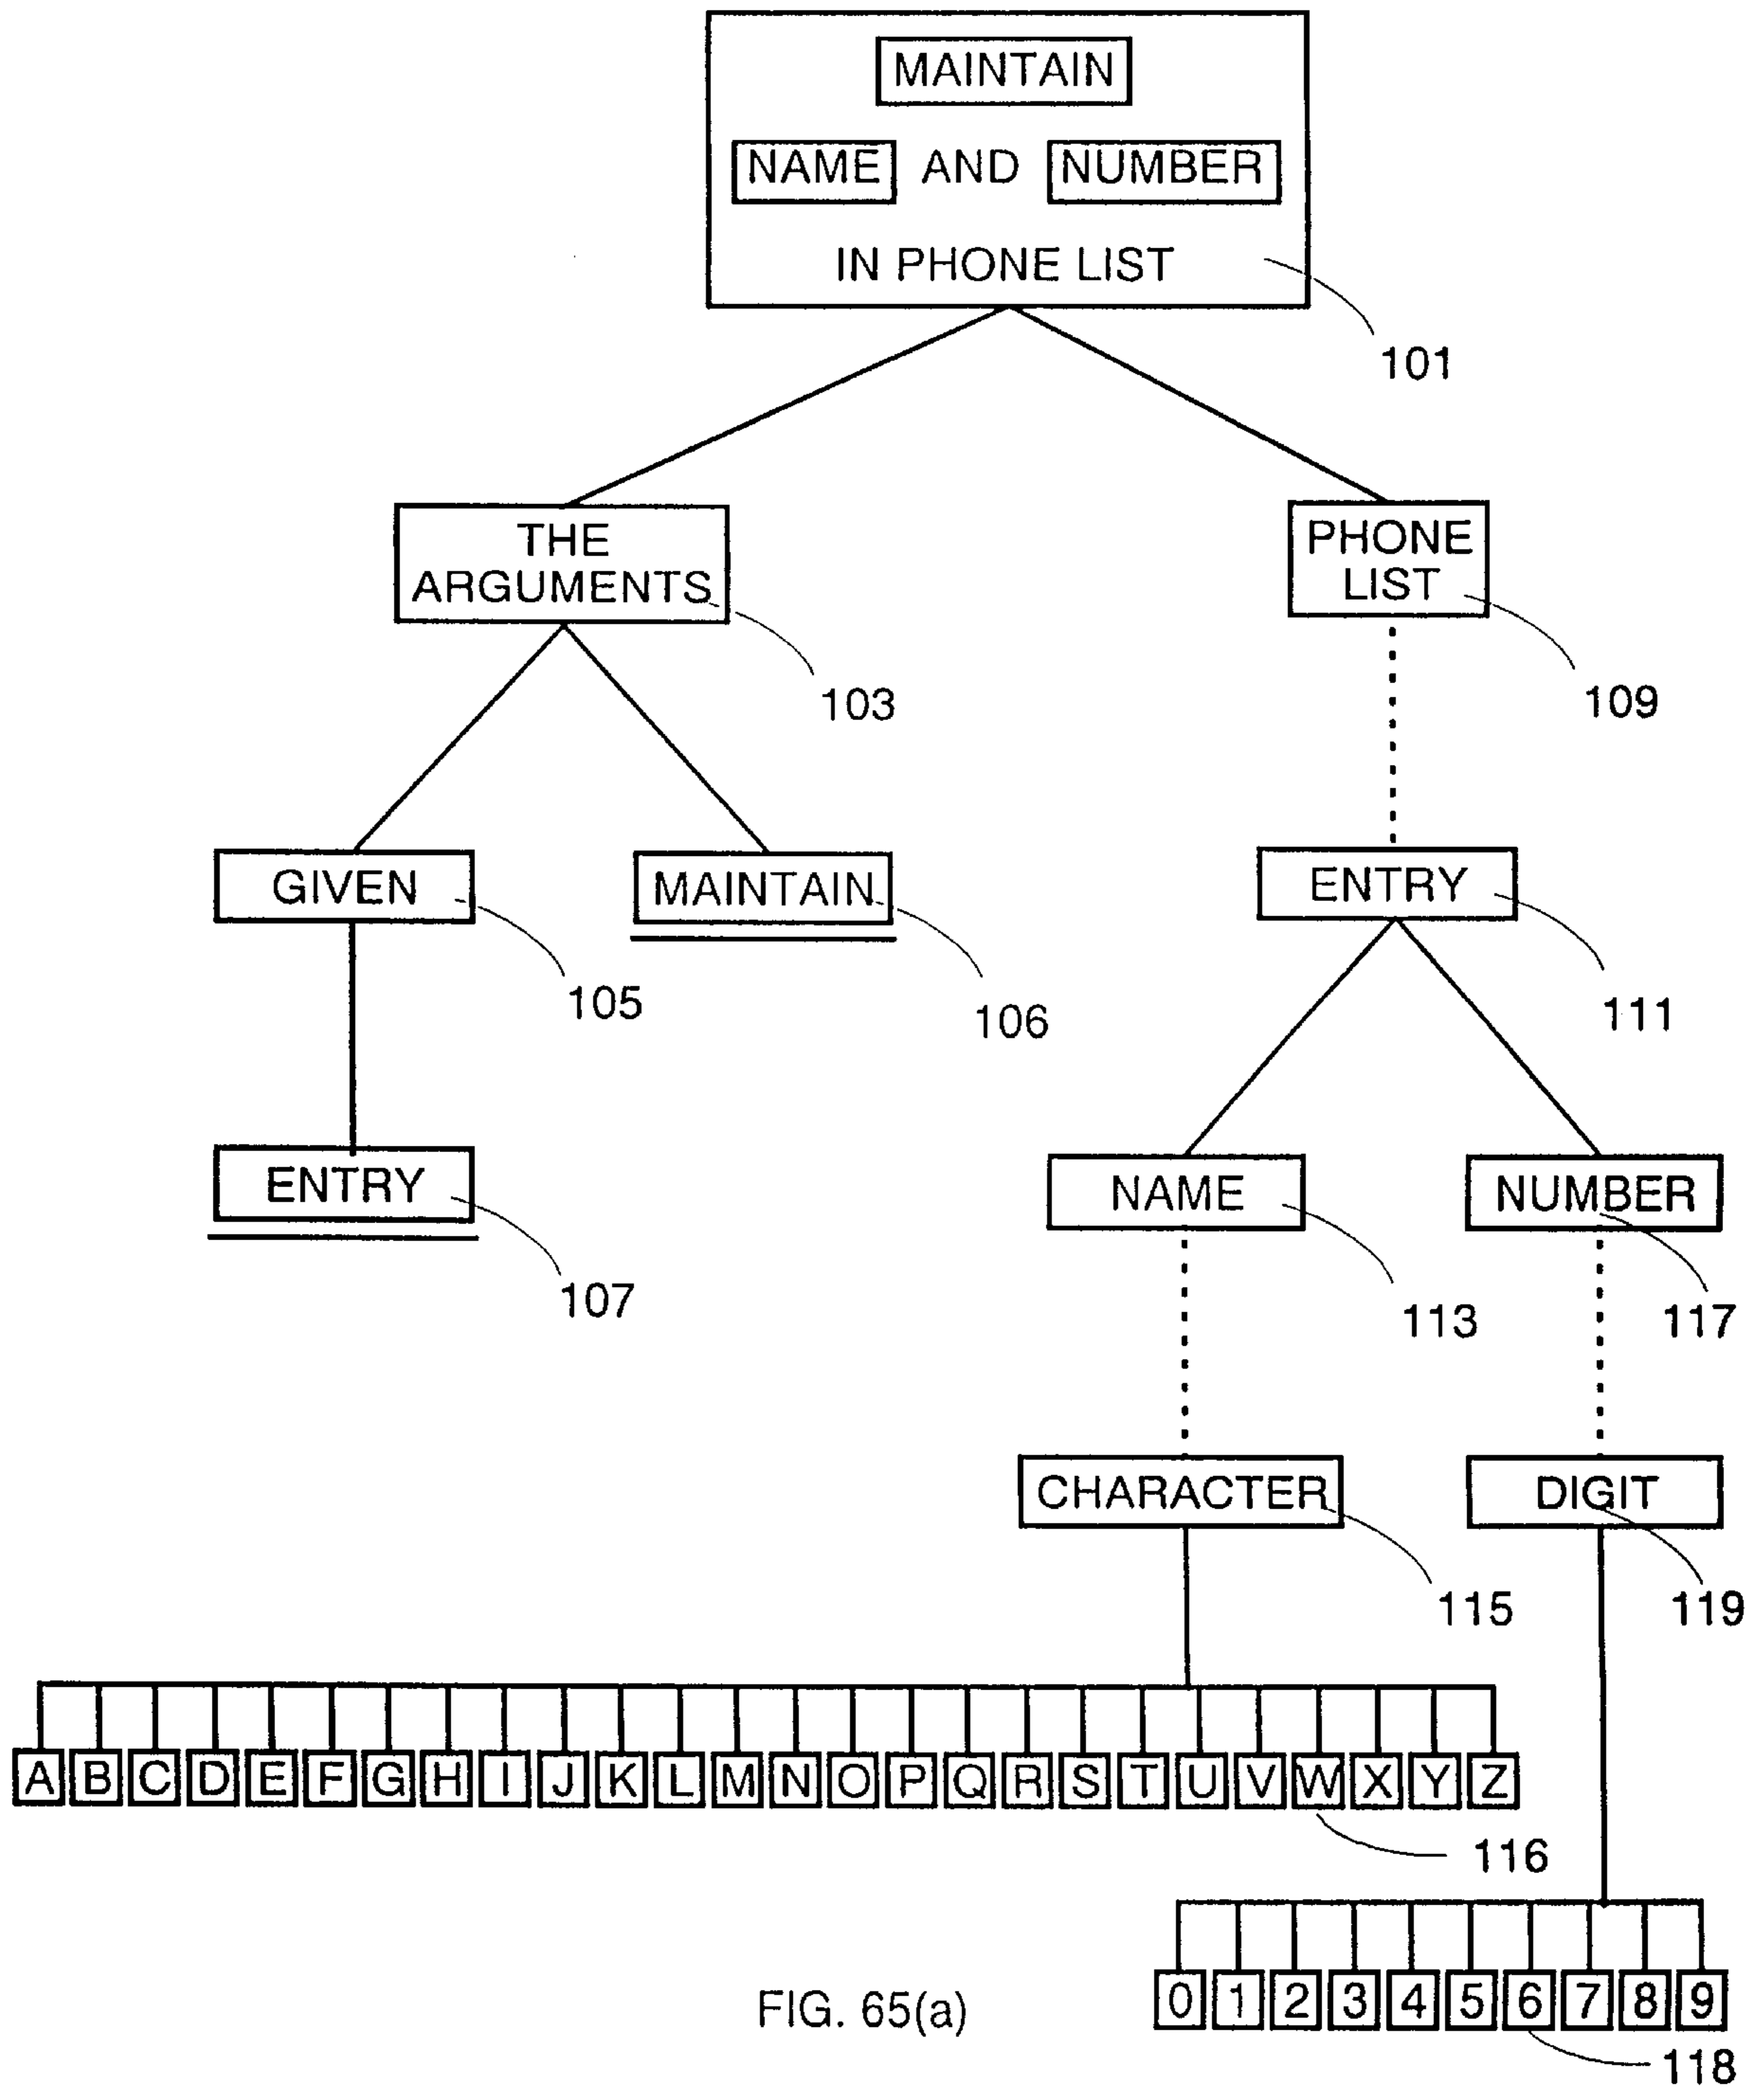 MAINTAIN
NAME AND NUMBER
IN PHONE LIST
101
THE
ARGUMENTS
103
PHONE
LIST
109
GIVEN
105
MAINTAIN
106
ENTRY
111
ENTRY
107
NAME
113
NUMBER
117
CHARACTER
115
DIGIT
119
A B C D E F G H I J K L M N O P Q R S T U V W X Y Z
116
0 1 2 3 4 5 6 7 8 9
118
FIG. 65(a)